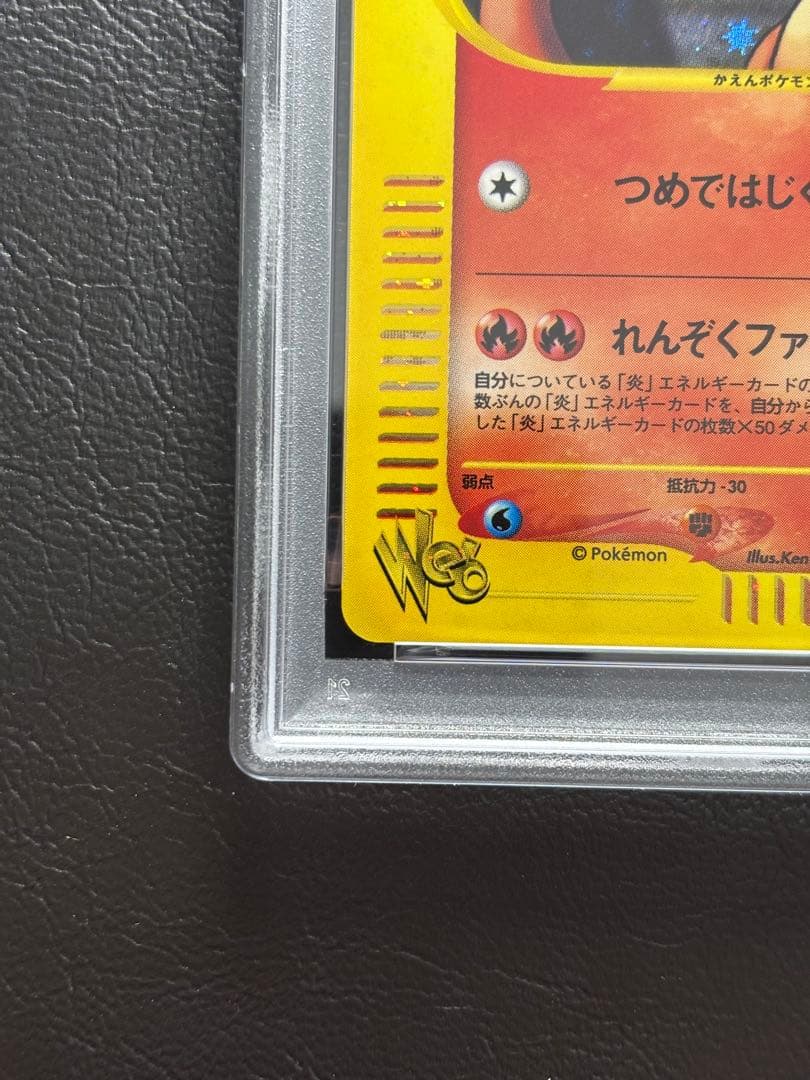 かえんポケモン
つめではじく
れんぞくファ
自分についている「炎」エネルギーカードの
数ぶんの「炎」エネルギーカードを、自分から
した「炎」エネルギーカードの枚数×50ダメ
弱点
抵抗力 -30
© Pokémon
Illus.Ken
Web